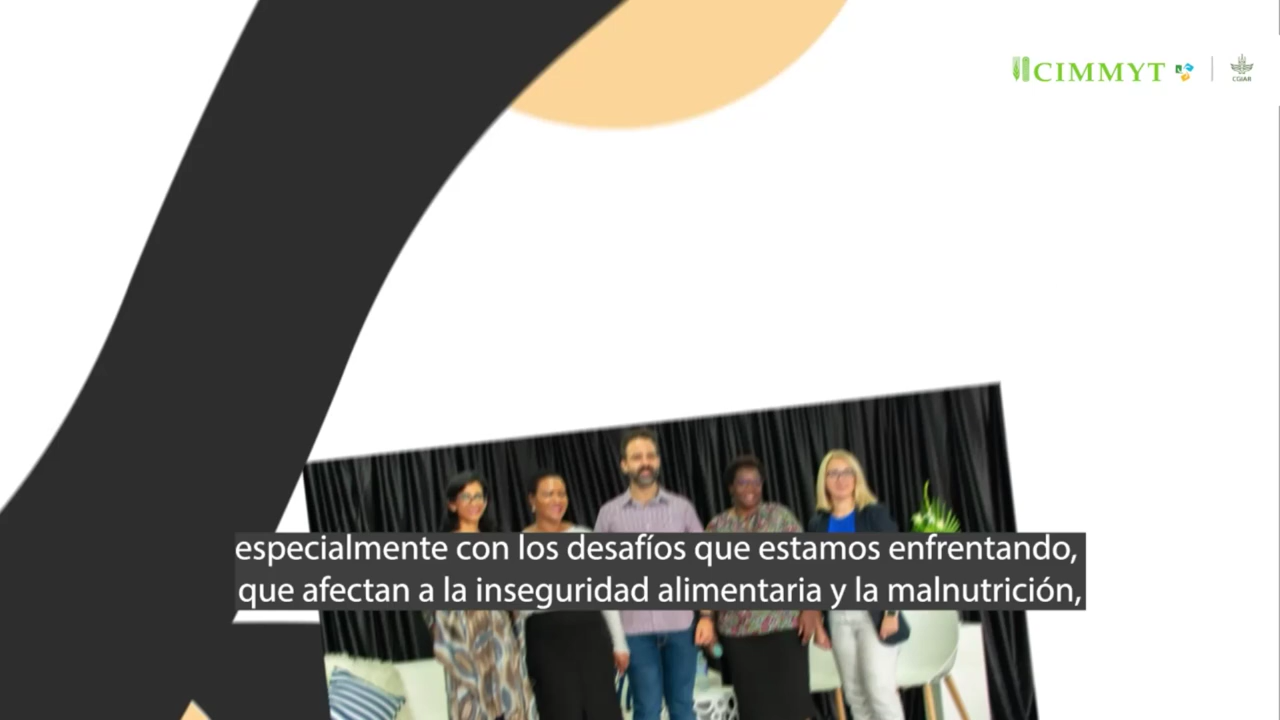 CIMMYT
CGIAR
especialmente con los desafíos que estamos enfrentando,
que afectan a la inseguridad alimentaria y la malnutrición,